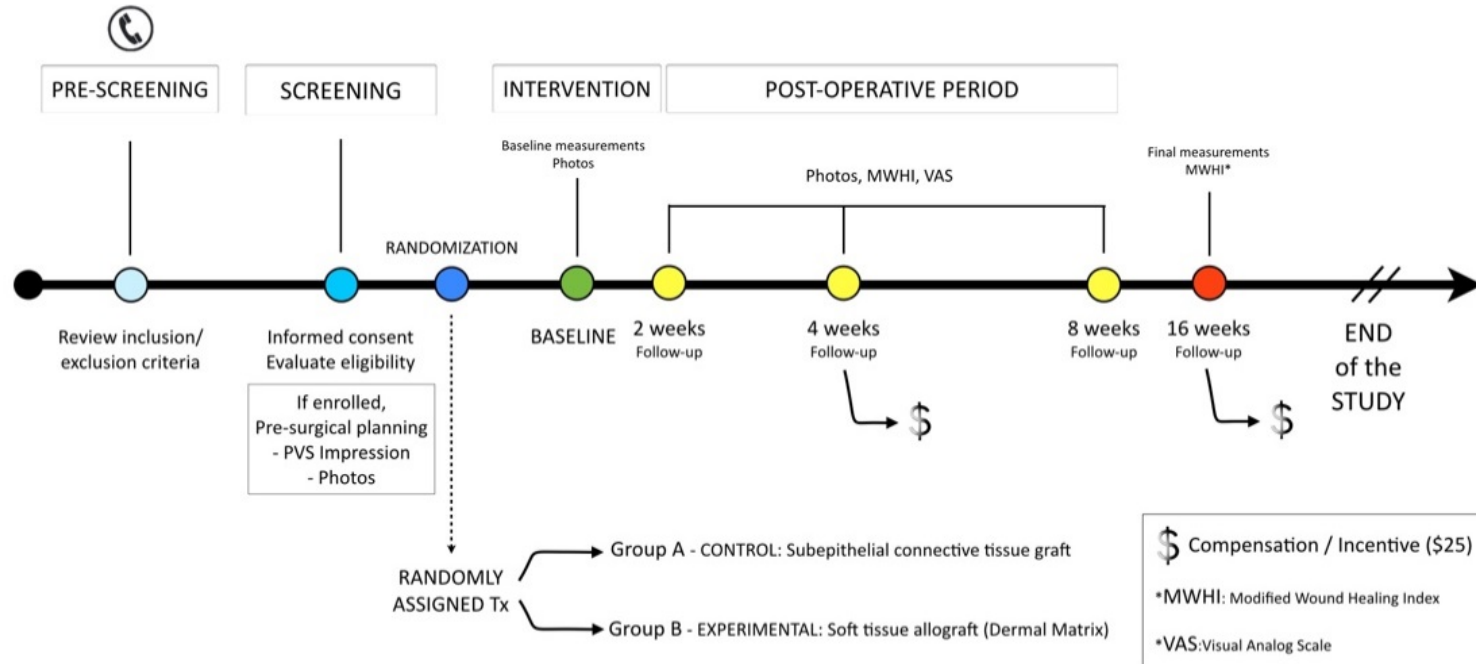 PRE-SCREENING
SCREENING
INTERVENTION
POST-OPERATIVE PERIOD
Baseline measurements
Photos
Photos, MWHI, VAS
Final measurements
MWHI*
RANDOMIZATION
Review inclusion/
exclusion criteria
Informed consent
Evaluate eligibility
If enrolled,
Pre-surgical planning
- PVS Impression
- Photos
BASELINE
2 weeks
Follow-up
4 weeks
Follow-up
$
8 weeks
Follow-up
16 weeks
Follow-up
$
END
of the
STUDY
RANDOMLY
ASSIGNED Tx
Group A - CONTROL: Subepithelial connective tissue graft
Group B - EXPERIMENTAL: Soft tissue allograft (Dermal Matrix)
$ Compensation / Incentive ($25)
*MWHI: Modified Wound Healing Index
*VAS:Visual Analog Scale